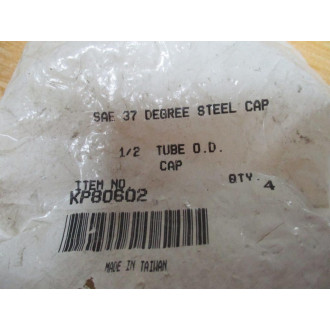 SAE 37 DEGREE STEEL CAP
1/2 TUBE O.D.
CAP
ITEM NO. QTY. 4
KP80602
MADE IN TAIWAN